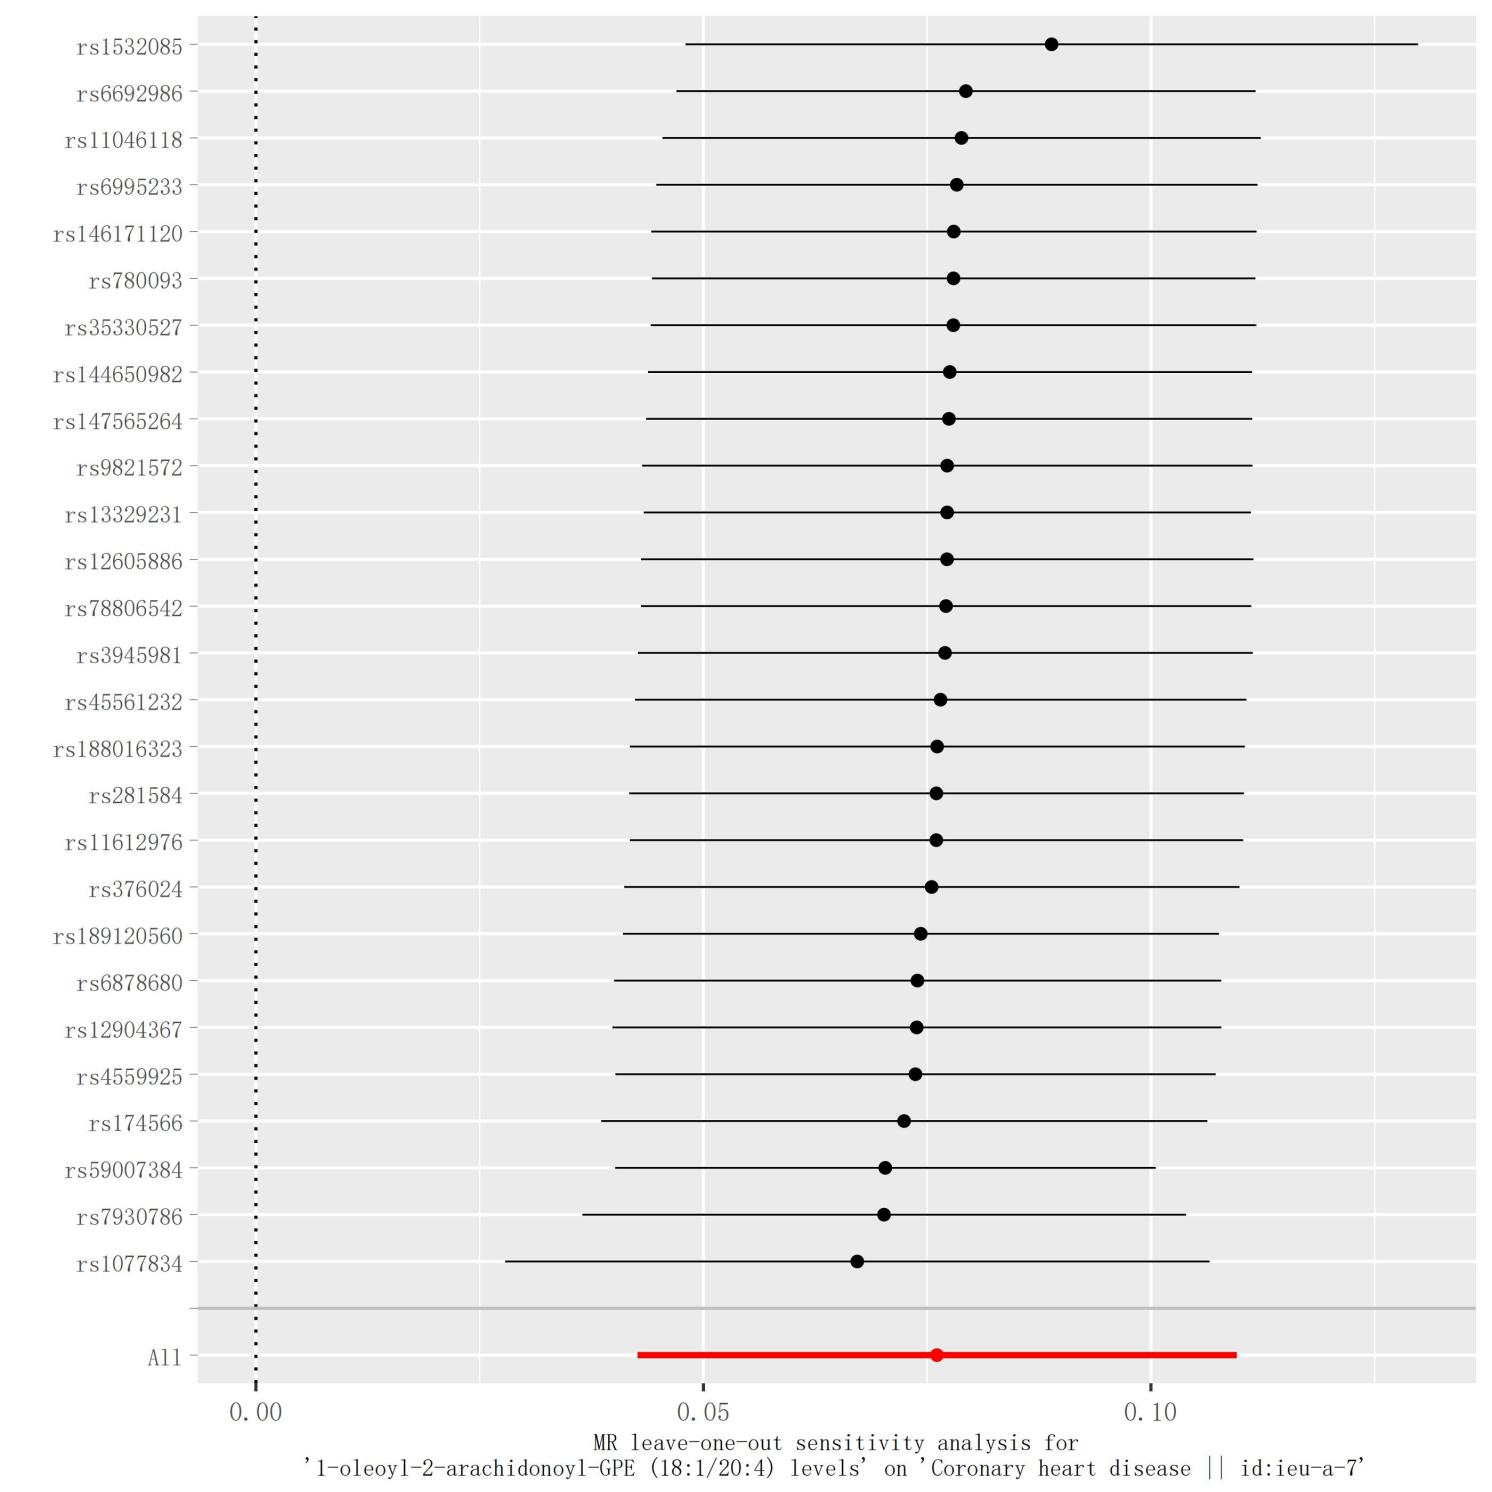 rs1532085
rs6692986
rs11046118
rs6995233
rs146171120
rs780093
rs35330527
rs144650982
rs147565264
rs9821572
rs13329231
rs12605886
rs78806542
rs3945981
rs45561232
rs188016323
rs281584
rs11612976
rs376024
rs189120560
rs6878680
rs12904367
rs4559925
rs174566
rs59007384
rs7930786
rs1077834
All
0.00 0.05 0.10
MR leave-one-out sensitivity analysis for
'1-oleoyl-2-arachidonoyl-GPE (18:1/20:4) levels' on 'Coronary heart disease || id:ieu-a-7'